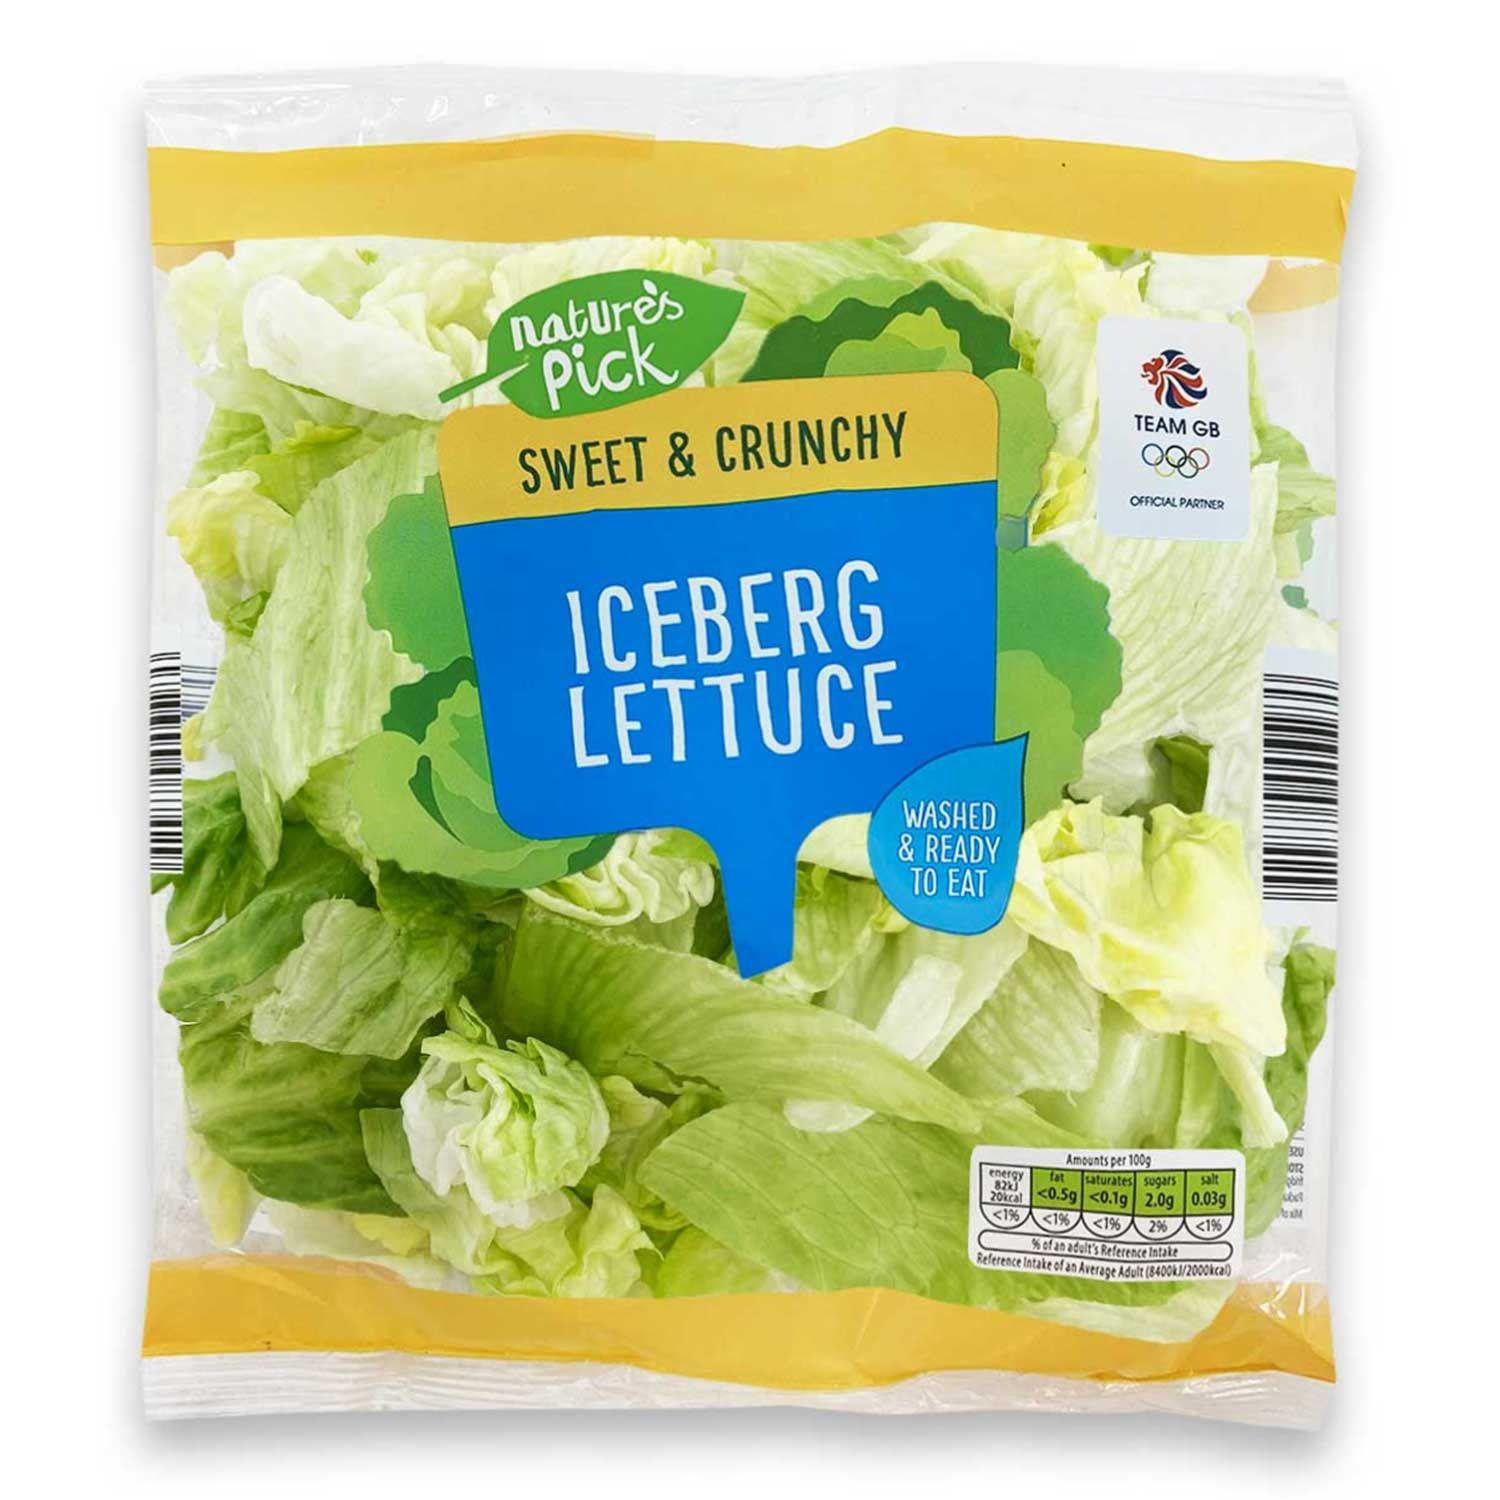 nature's
pick
SWEET & CRUNCHY
TEAM GB
OFFICIAL PARTNER
ICEBERG
LETTUCE
WASHED
& READY
TO EAT
Amounts per 100g
energy
82kJ
20kcal
<1%
fat
<0.5g
<1%
saturates
<0.1g
<1%
sugars
2.0g
2%
salt
0.03g
<1%
% of an adult's Reference Intake
Reference Intake of an Average Adult (8400kJ/2000kcal)